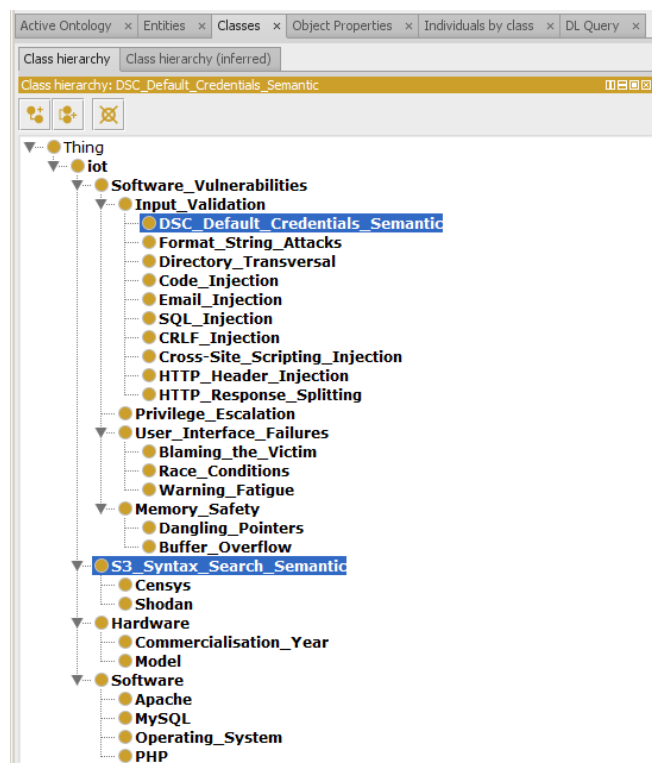 Active Ontology × Entities × Classes × Object Properties × Individuals by class × DL Query ×
Class hierarchy Class hierarchy (inferred)
Class hierarchy: DSC_Default_Credentials_Semantic
Thing
iot
Software_Vulnerabilities
Input_Validation
DSC_Default_Credentials_Semantic
Format_String_Attacks
Directory_Transversal
Code_Injection
Email_Injection
SQL_Injection
CRLF_Injection
Cross-Site_Scripting_Injection
HTTP_Header_Injection
HTTP_Response_Splitting
Privilege_Escalation
User_Interface_Failures
Blaming_the_Victim
Race_Conditions
Warning_Fatigue
Memory_Safety
Dangling_Pointers
Buffer_Overflow
S3_Syntax_Search_Semantic
Censys
Shodan
Hardware
Commercialisation_Year
Model
Software
Apache
MySQL
Operating_System
PHP